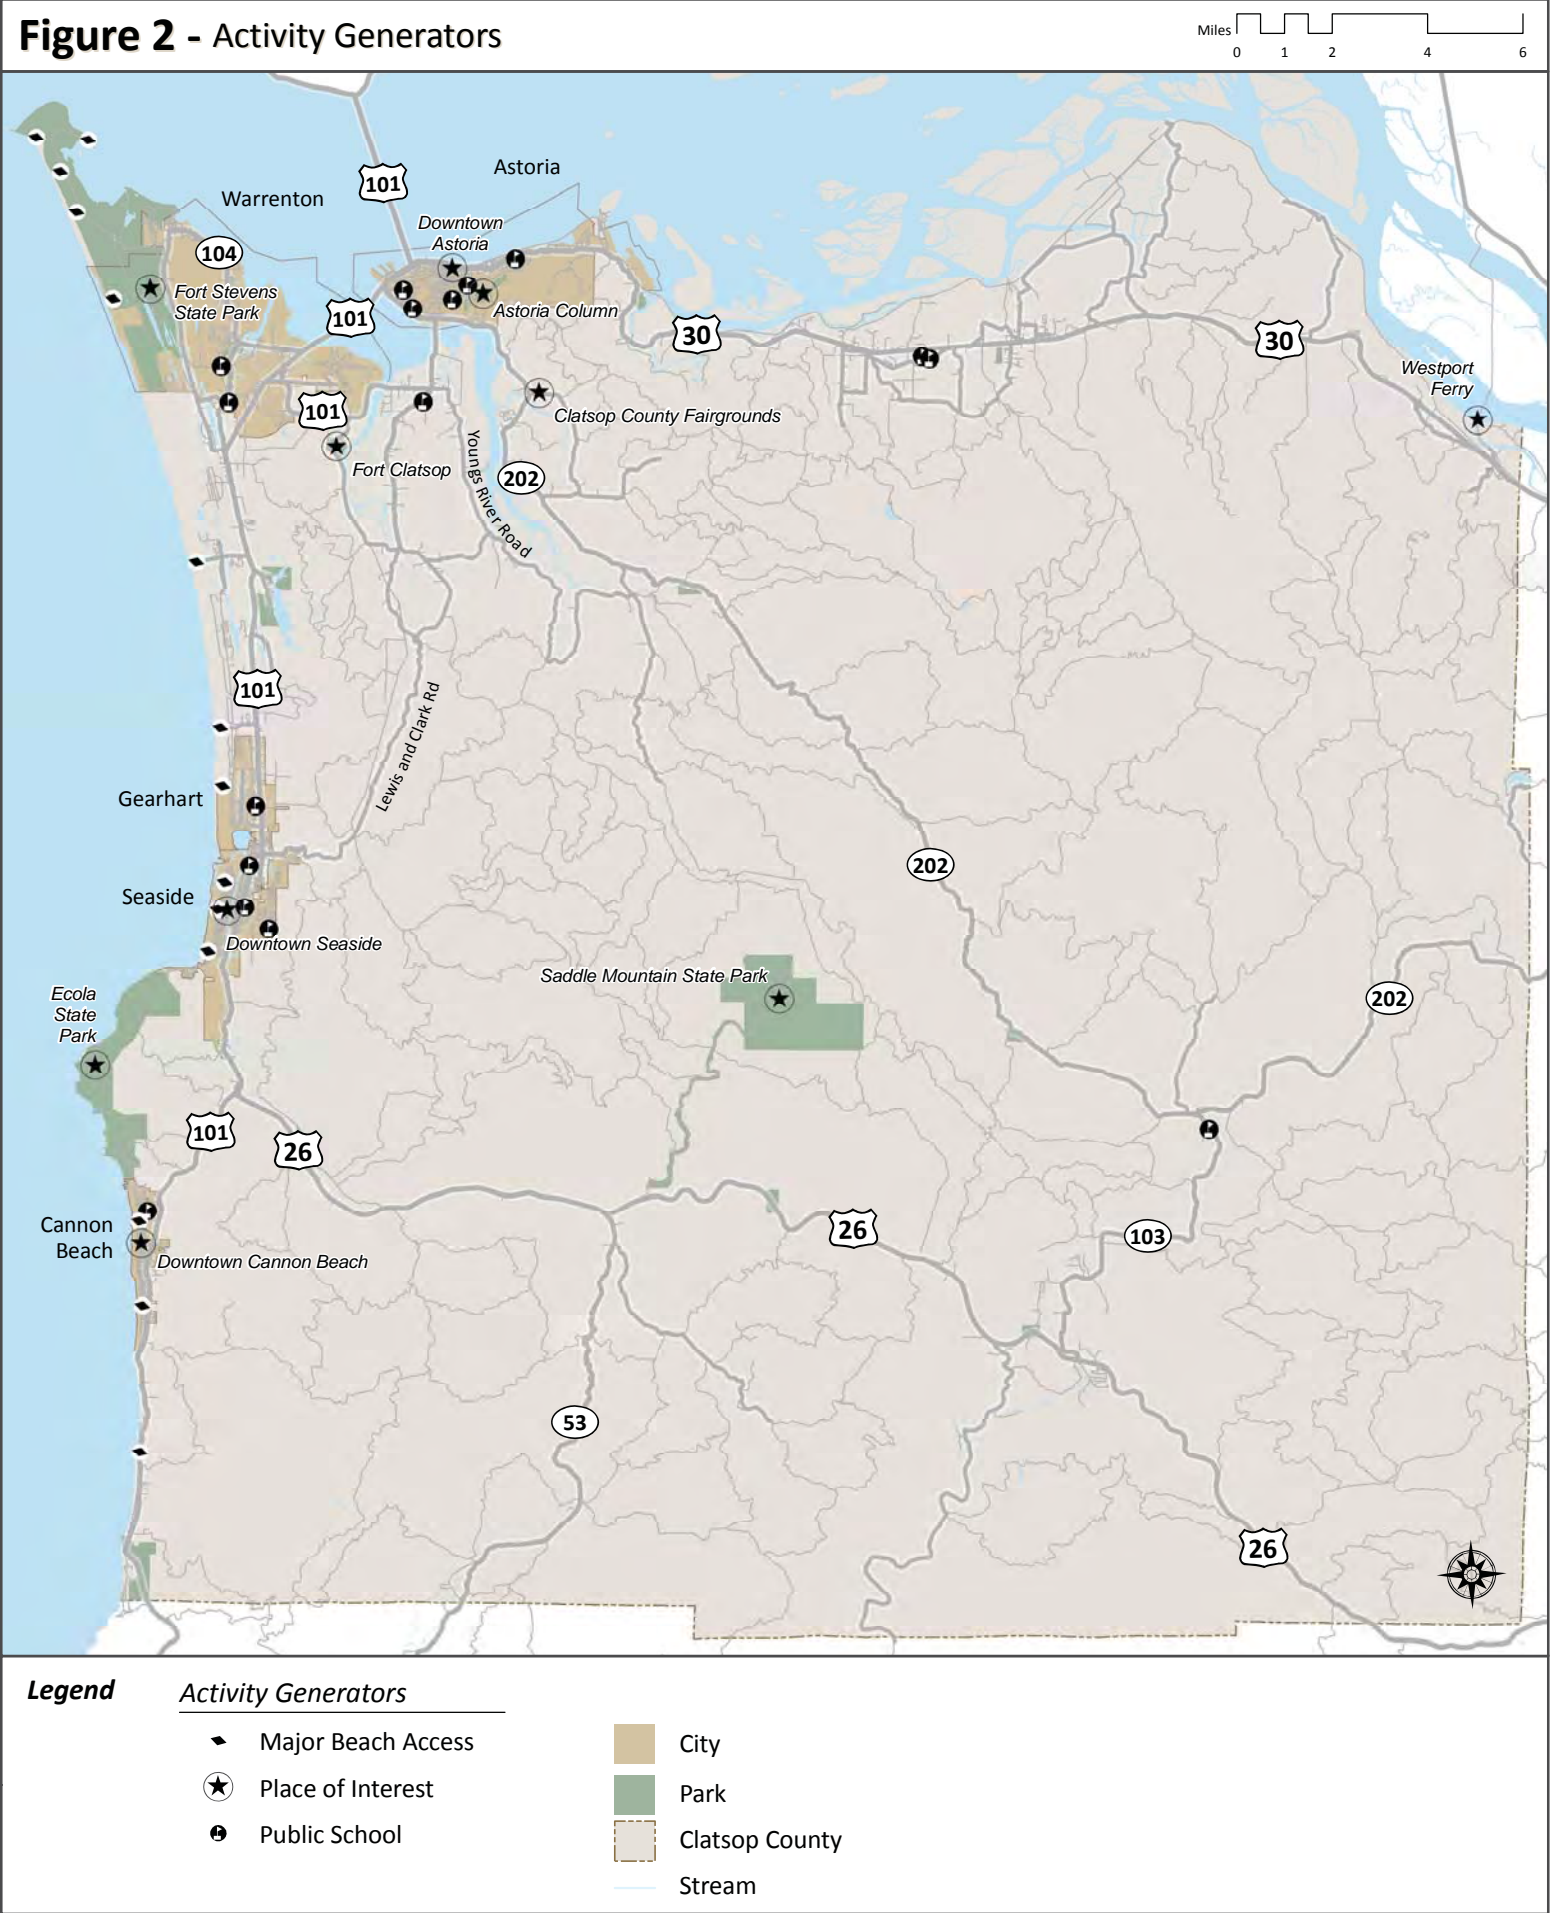 Figure 2 - Activity Generators
Miles
0 1 2 4 6
Astoria
101
Warrenton
Downtown
Astoria
104
Fort Stevens
State Park
101
Astoria Column
30
30
Westport
Ferry
101
Clatsop County Fairgrounds
Fort Clatsop
202
Youngs River Road
101
Lewis and Clark Rd
Gearhart
202
Seaside
Downtown Seaside
Saddle Mountain State Park
Ecola
State
Park
202
101
26
Cannon
Beach
26
103
Downtown Cannon Beach
53
26
Legend
Activity Generators
Major Beach Access
Place of Interest
Public School
City
Park
Clatsop County
Stream